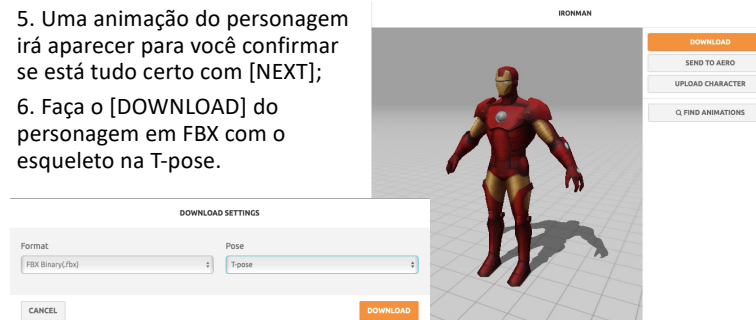 5. Uma animação do personagem
irá aparecer para você confirmar
se está tudo certo com [NEXT];
6. Faça o [DOWNLOAD] do
personagem em FBX com o
esqueleto na T-pose.
IRONMAN
DOWNLOAD
SEND TO AERO
UPLOAD CHARACTER
FIND ANIMATIONS
DOWNLOAD SETTINGS
Format
Pose
FBX Binary(.fbx)
T-pose
CANCEL
DOWNLOAD